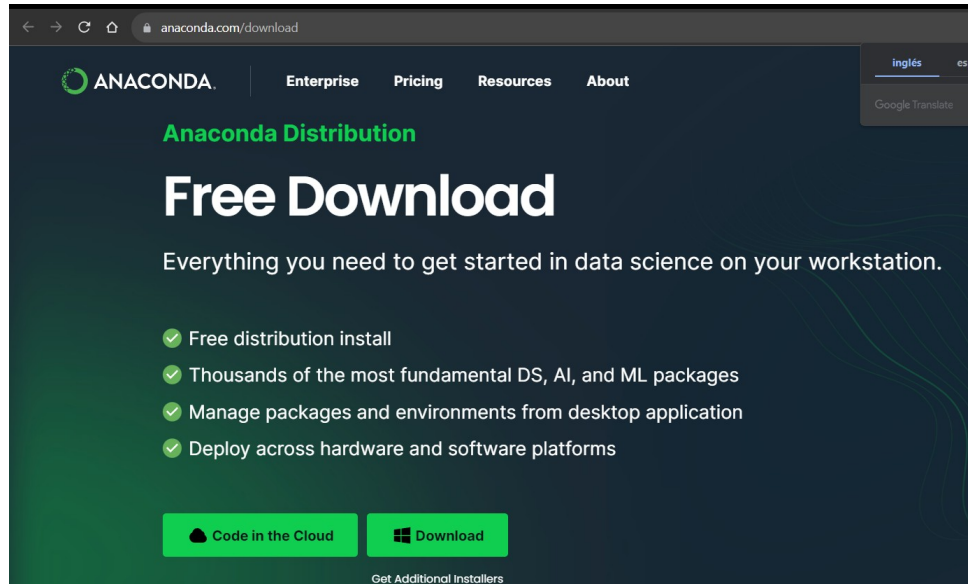 anaconda.com/download
inglés
ANACONDA.
Enterprise Pricing Resources About
Google Translate
Anaconda Distribution
Free Download
Everything you need to get started in data science on your workstation.
Free distribution install
Thousands of the most fundamental DS, AI, and ML packages
Manage packages and environments from desktop application
Deploy across hardware and software platforms
Code in the Cloud Download
Get Additional Installers